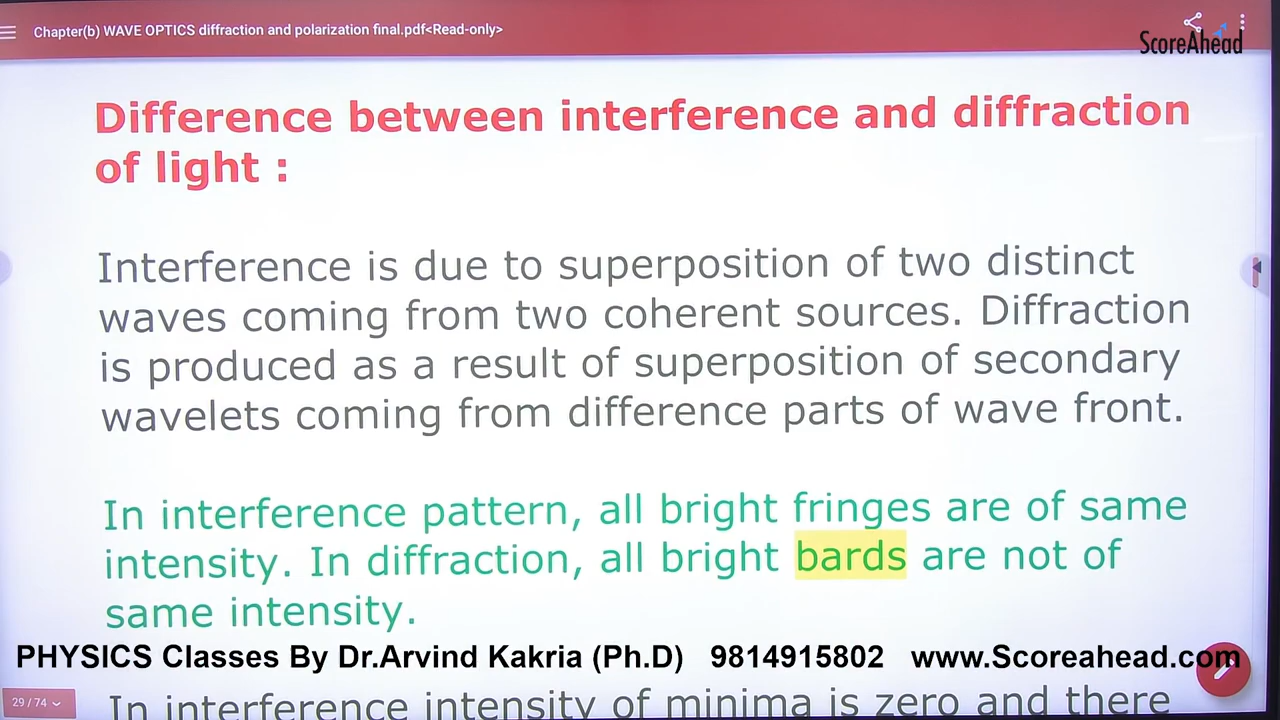 Chapter(b) WAVE OPTICS diffraction and polarization final.pdf<Read-only>
ScoreAhead
Difference between interference and diffraction
of light :
Interference is due to superposition of two distinct
waves coming from two coherent sources. Diffraction
is produced as a result of superposition of secondary
wavelets coming from difference parts of wave front.
In interference pattern, all bright fringes are of same
intensity. In diffraction, all bright bards are not of
same intensity.
PHYSICS Classes By Dr.Arvind Kakria (Ph.D) 9814915802 www.Scoreahead.com
29 / 74
In interference intensity of minima is zero and there